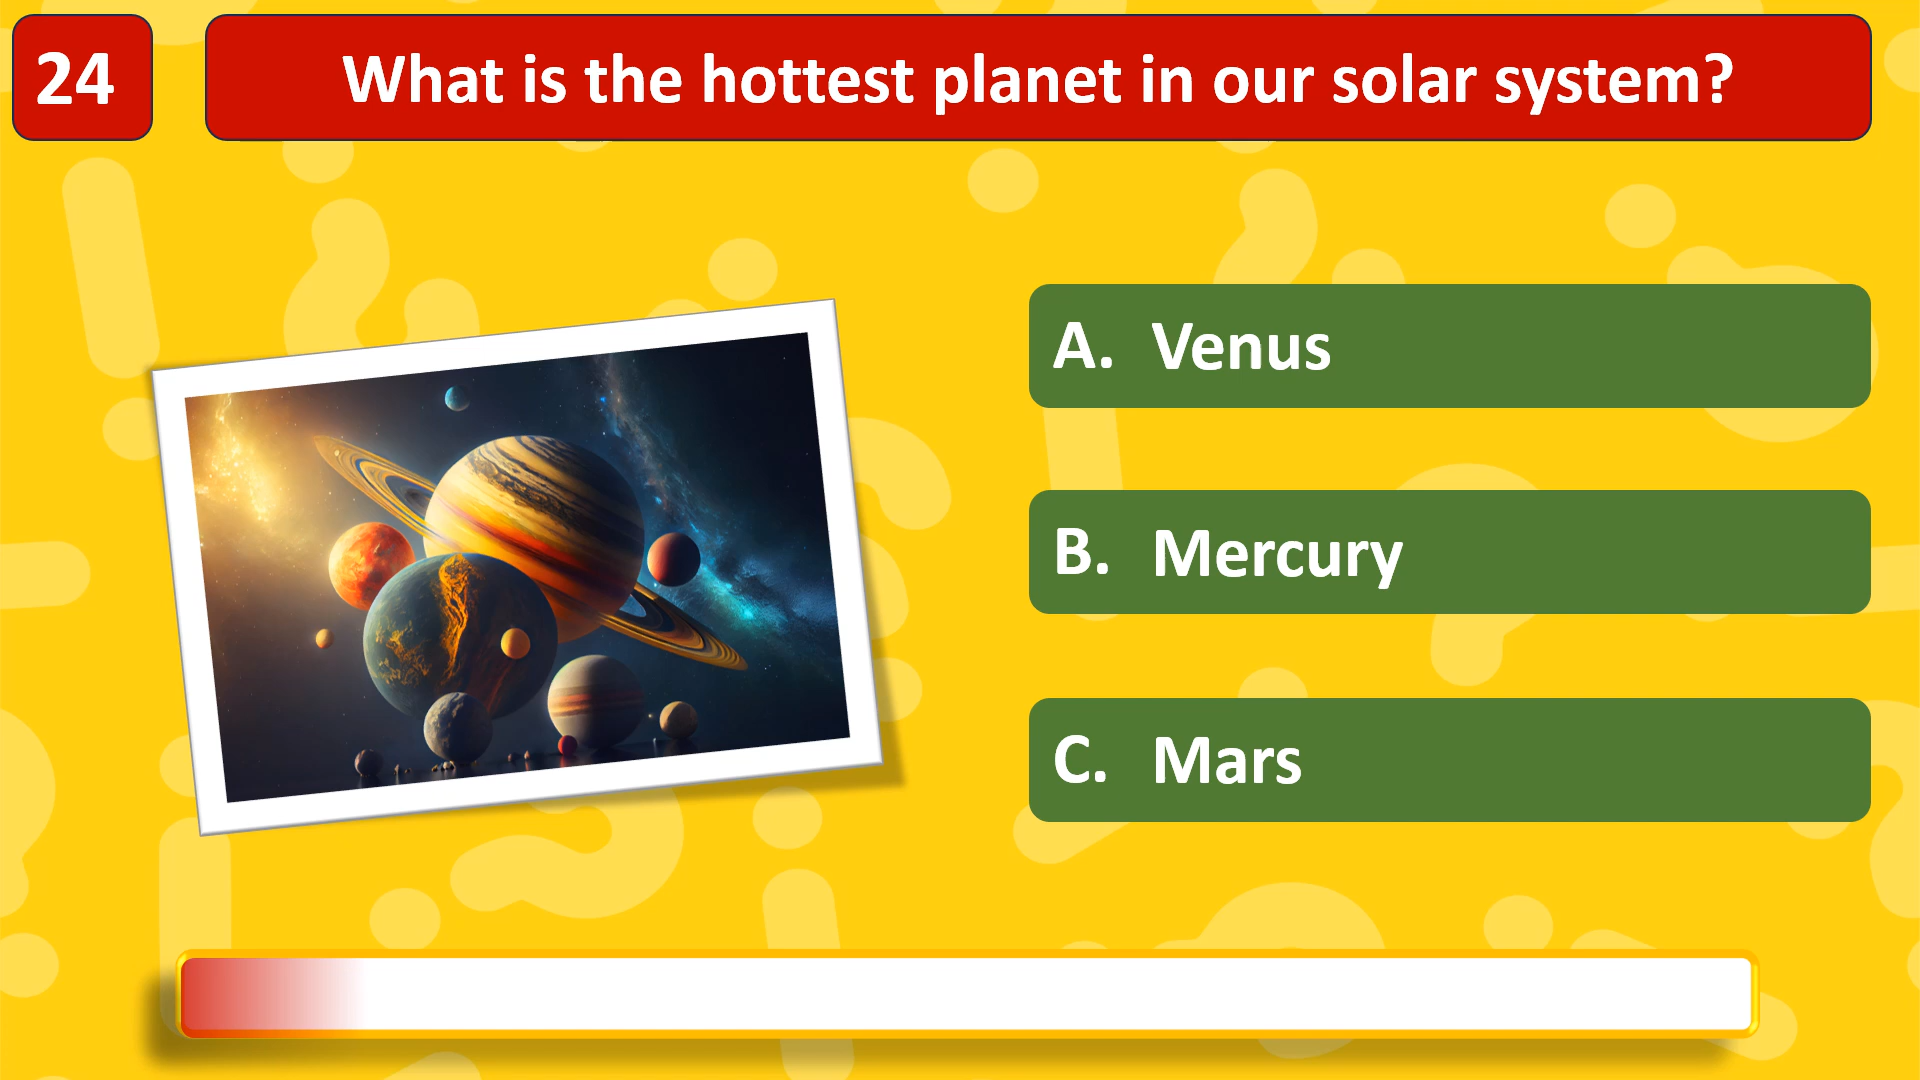 24
What is the hottest planet in our solar system?
A. Venus
B. Mercury
C. Mars